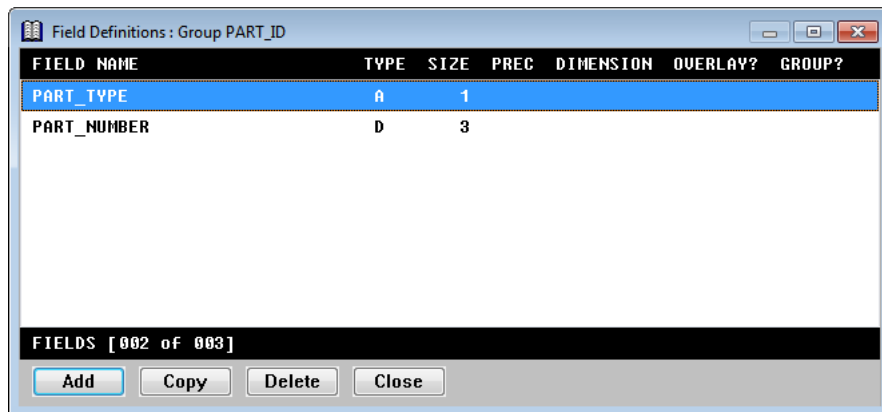 Field Definitions : Group PART_ID
FIELD NAME TYPE SIZE PREC DIMENSION OVERLAY? GROUP?
PART_TYPE A 1
PART_NUMBER D 3
FIELDS [002 of 003]
Add Copy Delete Close